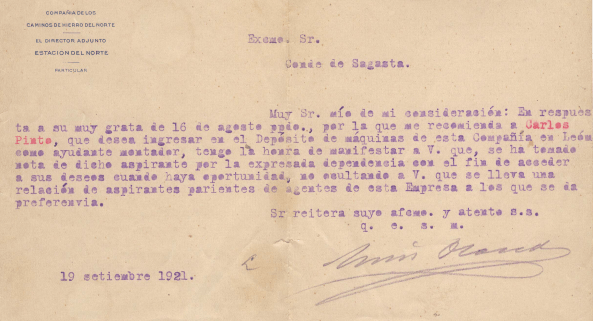 COMPAÑIA DE LOS
CAMINOS DE HIERRO DEL NORTE
EL DIRECTOR ADJUNTO
ESTACION DEL NORTE
PARTICULAR
Excmo. Sr.
Conde de Sagasta.
Muy Sr. mío de mi consideración: En respues
ta a su muy grata de 16 de agosto ppdo., por la que me recomienda a Carlos
Pinto, que desea ingresar en el Depósito de máquinas de esta Compañía en León
como ayudante montador, tengo la honra de manifestar a V. que, se ha tomado
nota de dicho aspirante por la expresada dependencia con el fin de acceder
a sus deseos cuando haya oportunidad, no ocultando a V. que se lleva una
relación de aspirantes parientes de agentes de esta Empresa a los que se da
preferenvia.
Sr reitera suyo afcmo. y atento s.s.
q. e. s. m.
19 setiembre 1921.